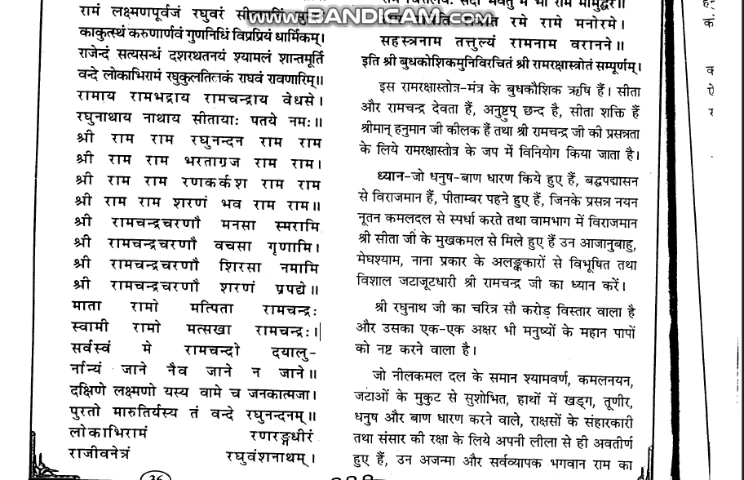 www.BANDICAM.com
रामं लक्ष्मणपूर्वजं रघुवरं सीतापतिं
काकुत्स्थं करुणार्णवं गुणनिधिं विप्रप्रियं धार्मिकम्।
राजेन्द्रं सत्यसन्धं दशरथतनयं श्यामलं शान्तमूर्तिं
वन्दे लोकाभिरामं रघुकुलतिलकं राघवं रावणारिम्॥
रामाय रामभद्राय रामचन्द्राय वेधसे।
रघुनाथाय नाथाय सीतायाः पतये नमः॥
श्री राम राम रघुनन्दन राम राम
श्री राम राम भरताग्रज राम राम।
श्री राम राम रणकर्कश राम राम
श्री राम राम शरणं भव राम राम॥
श्री रामचन्द्रचरणौ मनसा स्मरामि
श्री रामचन्द्रचरणौ वचसा गृणामि।
श्री रामचन्द्रचरणौ शिरसा नमामि
श्री रामचन्द्रचरणौ शरणं प्रपद्ये॥
माता रामो मत्पिता रामचन्द्रः
स्वामी रामो मत्सखा रामचन्द्रः।
सर्वस्वं मे रामचन्द्रो दयालु-
र्नान्यं जाने नैव जाने न जाने॥
दक्षिणे लक्ष्मणो यस्य वामे च जनकात्मजा।
पुरतो मारुतिर्यस्य तं वन्दे रघुनन्दनम्॥
लोकाभिरामं रणरङ्गधीरं
राजीवनेत्रं रघुवंशनाथम्।
36
रमे रामे मनोरमे।
सहस्त्रनाम तत्तुल्यं रामनाम वरानने॥
इति श्री बुधकोशिकमुनिविरचितं श्री रामरक्षास्त्रोतं सम्पूर्णम्।
इस रामरक्षास्तोत्र-मंत्र के बुधकौशिक ऋषि हैं। सीता
और रामचन्द्र देवता हैं, अनुष्टुप् छन्द है, सीता शक्ति हैं
श्रीमान् हनुमान जी कीलक हैं तथा श्री रामचन्द्र जी की प्रसन्नता
के लिये रामरक्षास्तोत्र के जप में विनियोग किया जाता है।
ध्यान-जो धनुष-बाण धारण किये हुए हैं, बद्धपद्मासन
से विराजमान हैं, पीताम्बर पहने हुए हैं, जिनके प्रसन्न नयन
नूतन कमलदल से स्पर्धा करते तथा वामभाग में विराजमान
श्री सीता जी के मुखकमल से मिले हुए हैं उन आजानुबाहु,
मेघश्याम, नाना प्रकार के अलङ्कारों से विभूषित तथा
विशाल जटाजूटधारी श्री रामचन्द्र जी का ध्यान करें।
श्री रघुनाथ जी का चरित्र सौ करोड़ विस्तार वाला है
और उसका एक-एक अक्षर भी मनुष्यों के महान पापों
को नष्ट करने वाला है।
जो नीलकमल दल के समान श्यामवर्ण, कमलनयन,
जटाओं के मुकुट से सुशोभित, हाथों में खड्ग, तूणीर,
धनुष और बाण धारण करने वाले, राक्षसों के संहारकारी
तथा संसार की रक्षा के लिये अपनी लीला से ही अवतीर्ण
हुए हैं, उन अजन्मा और सर्वव्यापक भगवान राम का